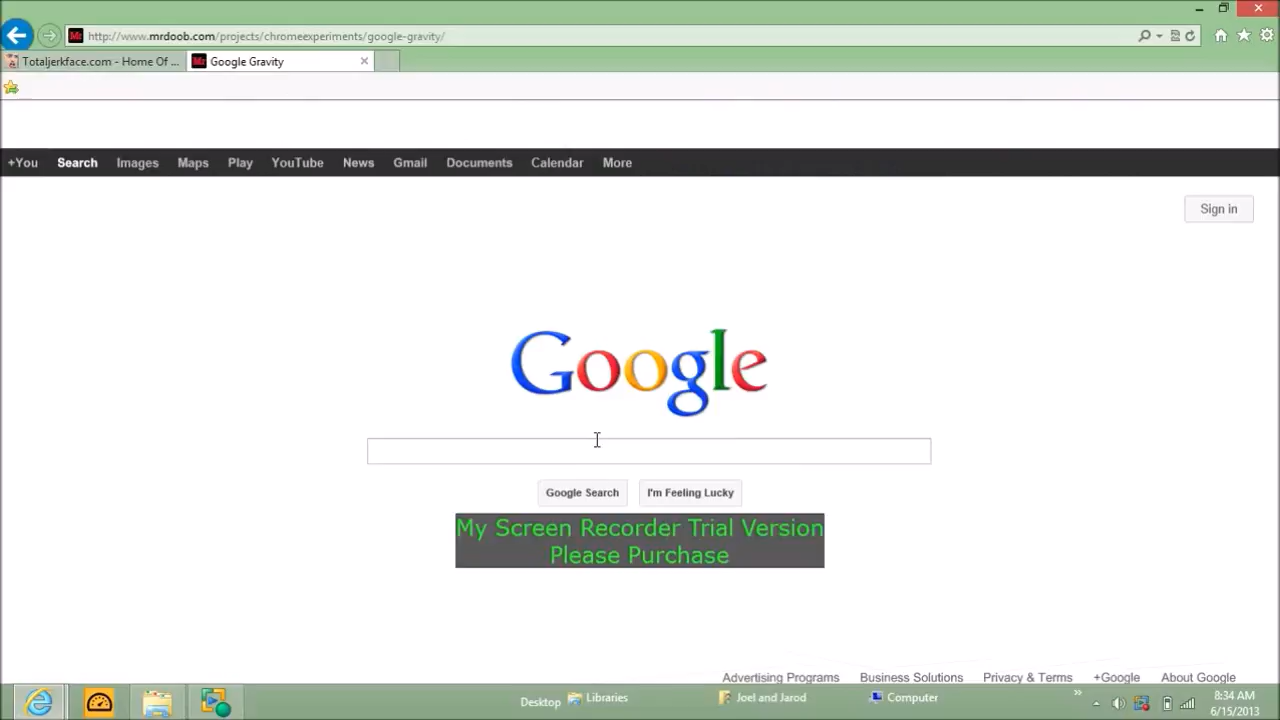 http://www.mrdoob.com/projects/chromeexperiments/google-gravity/
Totaljerkface.com - Home Of ...
Mr Google Gravity
+You Search Images Maps Play YouTube News Gmail Documents Calendar More
Sign in
Google
Google Search I'm Feeling Lucky
My Screen Recorder Trial Version
Please Purchase
Advertising Programs Business Solutions Privacy & Terms +Google About Google
Desktop Libraries Joel and Jarod Computer
8:34 AM
6/15/2013